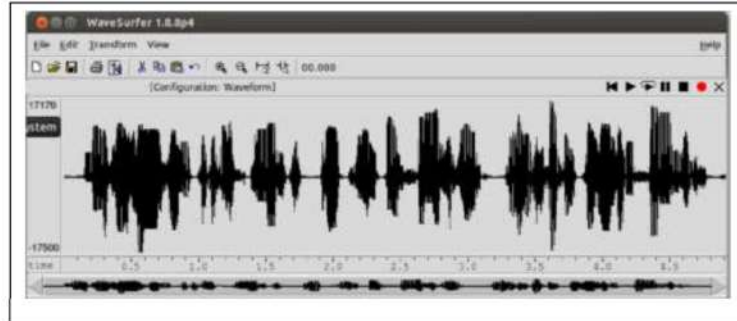 WaveSurfer 1.8.8p4
File Edit Transform View Help
00.000
[Configuration: Waveform]
17170
ystem
-17500
time 0.5 1.0 1.5 2.0 2.5 3.0 3.5 4.0 4.5